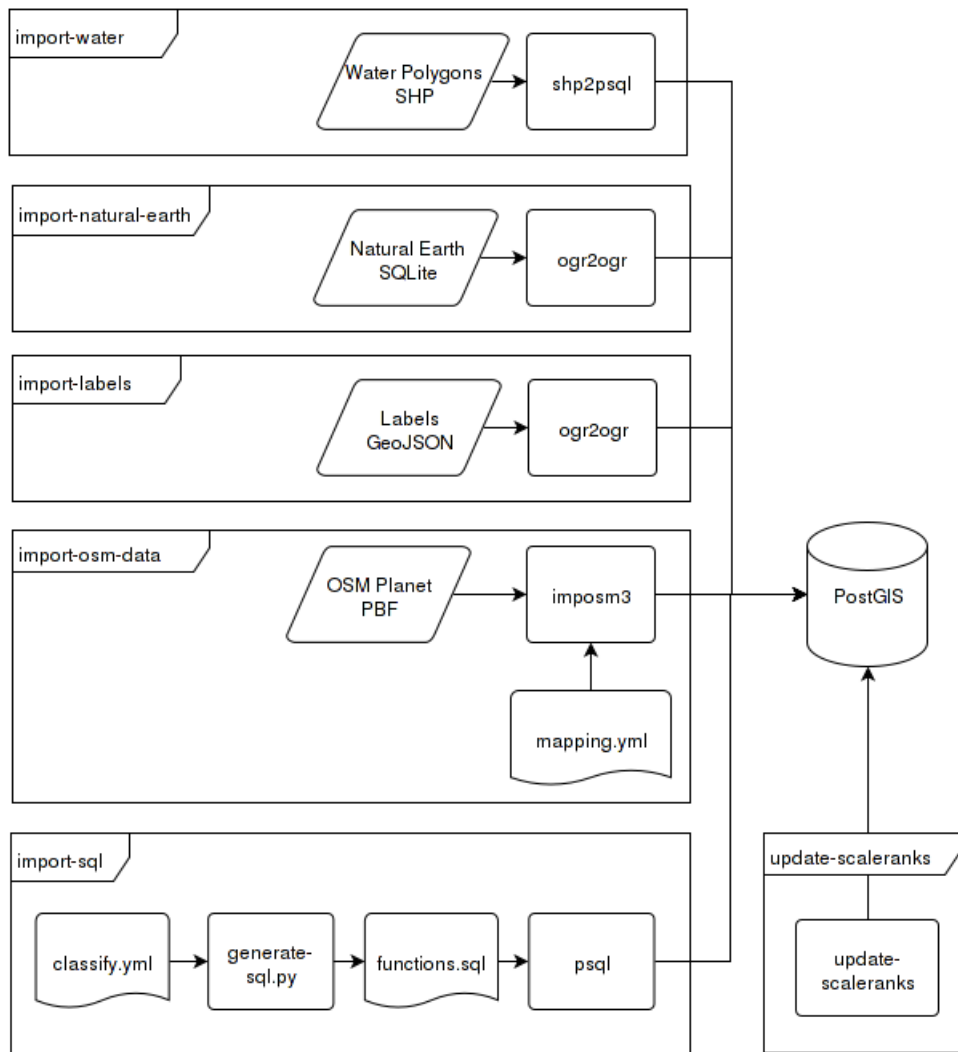 import-water
Water Polygons
SHP
shp2psql
import-natural-earth
Natural Earth
SQLite
ogr2ogr
import-labels
Labels
GeoJSON
ogr2ogr
import-osm-data
OSM Planet
PBF
imposm3
PostGIS
mapping.yml
import-sql
update-scaleranks
classify.yml
generate-
sql.py
functions.sql
psql
update-
scaleranks